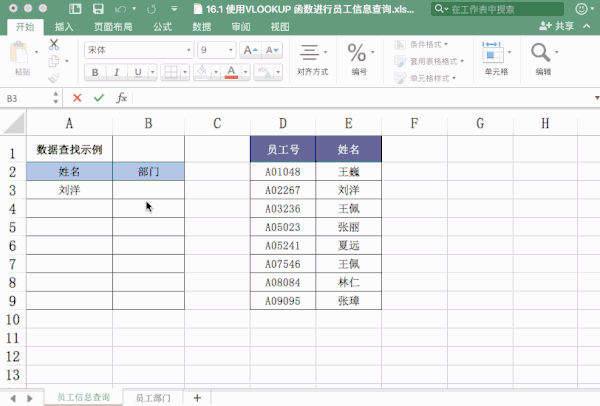 16.1 使用VLOOKUP 函数进行员工信息查询.xls...
在工作表中搜索
开始 插入 页面布局 公式 数据 审阅 视图 共享
粘贴 宋体 9 A A 对齐方式 % 编号 条件格式 套用表格格式 单元格样式 单元格 编辑
B I U A
B3 fx
A B C D E F G H
1 数据查找示例 员工号 姓名
2 姓名 部门 A01048 王巍
3 刘洋 A02267 刘洋
4 A03236 王佩
5 A05023 张丽
6 A05241 夏远
7 A07546 王佩
8 A08084 林仁
9 A09095 张璋
10
11
12
13
员工信息查询 员工部门 +